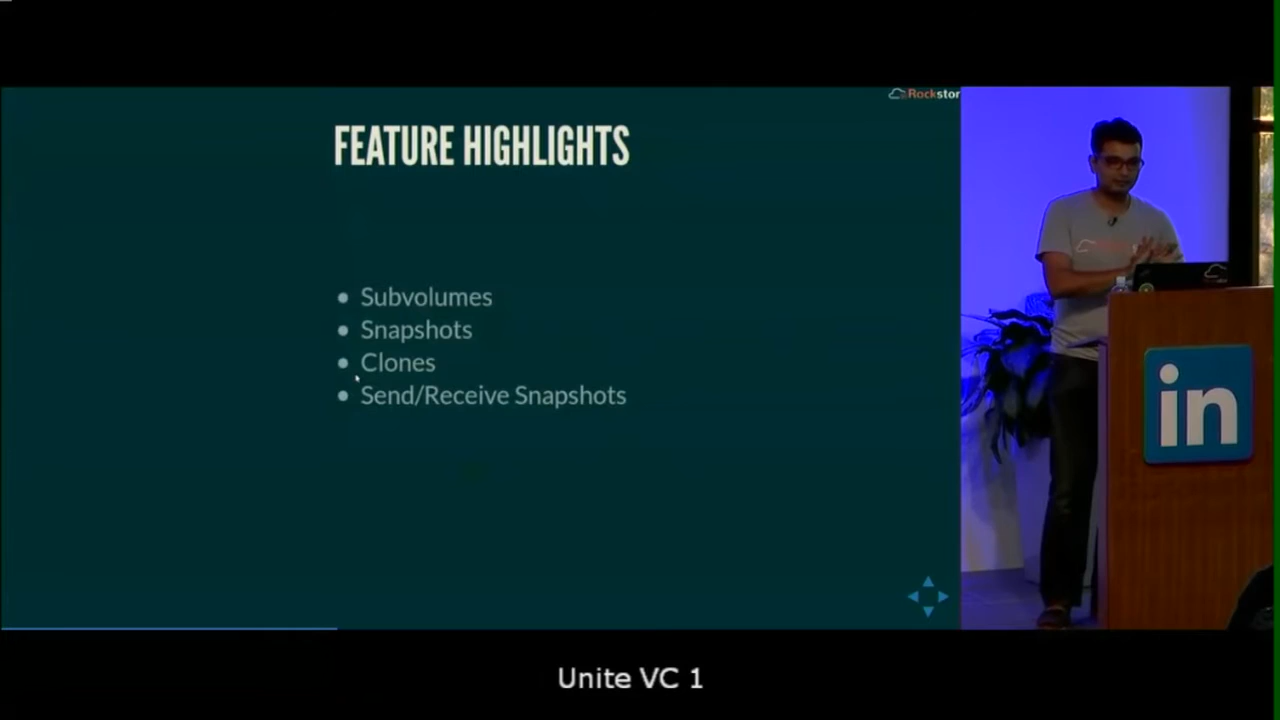 Rockstor
FEATURE HIGHLIGHTS
Subvolumes
Snapshots
Clones
Send/Receive Snapshots
in
Unite VC 1